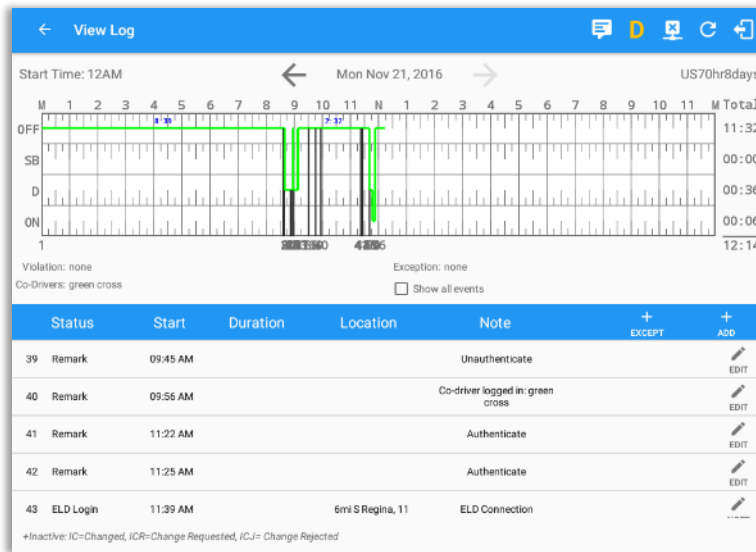 View Log D
Start Time: 12AM Mon Nov 21, 2016 US70hr8days
M 1 2 3 4 5 6 7 8 9 10 11 N 1 2 3 4 5 6 7 8 9 10 11 M Total
OFF 11:32
SB 00:00
D 00:36
ON 00:06
1 12:14
Violation: none Exception: none
Co-Drivers: green cross Show all events
Status Start Duration Location Note + EXCEPT + ADD
39 Remark 09:45 AM Unauthenticate EDIT
40 Remark 09:56 AM Co-driver logged in: green
cross EDIT
41 Remark 11:22 AM Authenticate EDIT
42 Remark 11:25 AM Authenticate EDIT
43 ELD Login 11:39 AM 6mi S Regina, 11 ELD Connection
+Inactive: IC=Changed, ICR=Change Requested, ICJ= Change Rejected